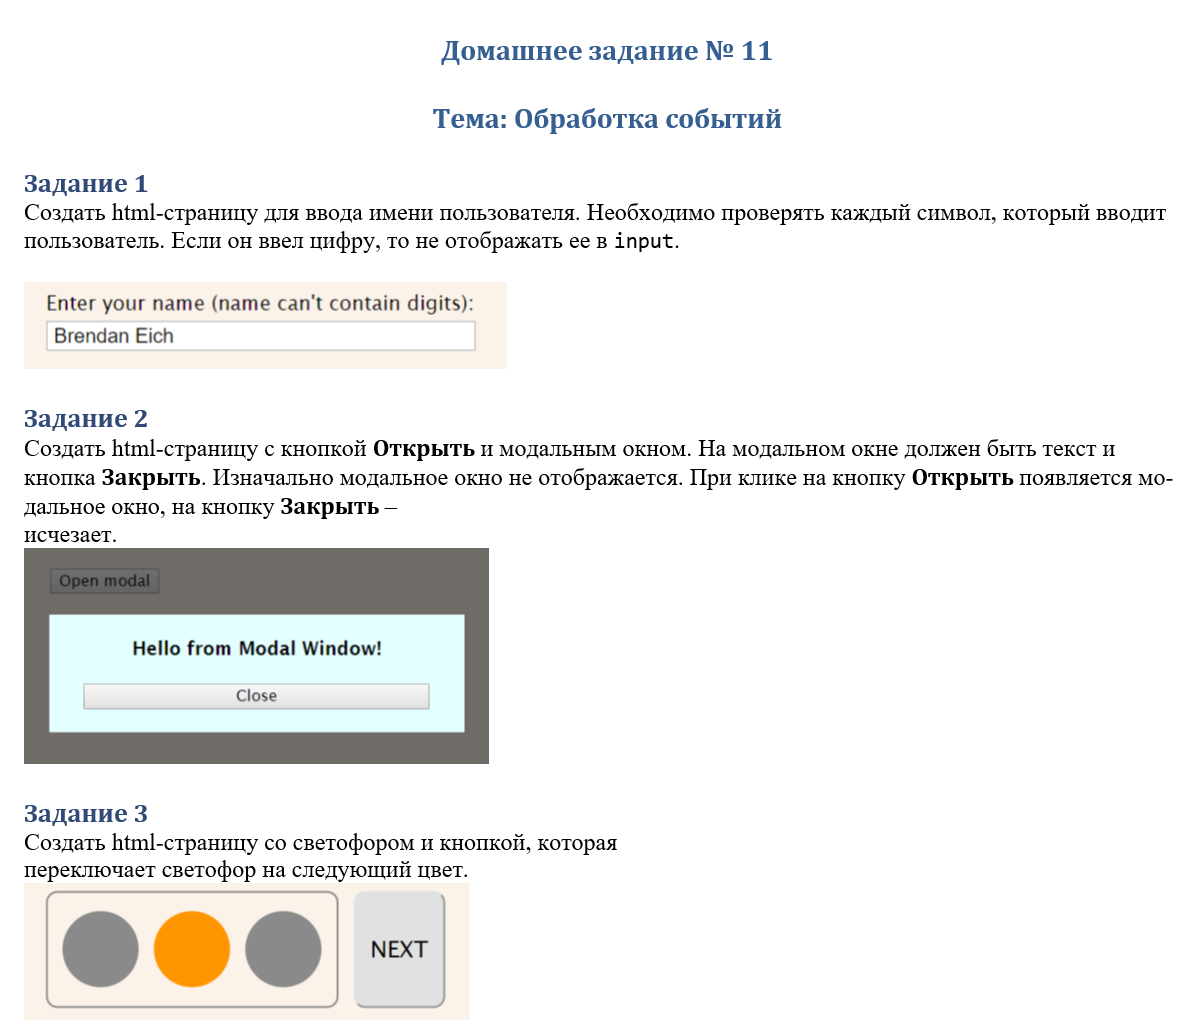 Домашнее задание № 11
Тема: Обработка событий
Задание 1
Создать html-страницу для ввода имени пользователя. Необходимо проверять каждый символ, который вводит
пользователь. Если он ввел цифру, то не отображать ее в input.
Enter your name (name can't contain digits):
Brendan Eich
Задание 2
Создать html-страницу с кнопкой Открыть и модальным окном. На модальном окне должен быть текст и
кнопка Закрыть. Изначально модальное окно не отображается. При клике на кнопку Открыть появляется мо-
дальное окно, на кнопку Закрыть –
исчезает.
Open modal
Hello from Modal Window!
Close
Задание 3
Создать html-страницу со светофором и кнопкой, которая
переключает светофор на следующий цвет.
NEXT